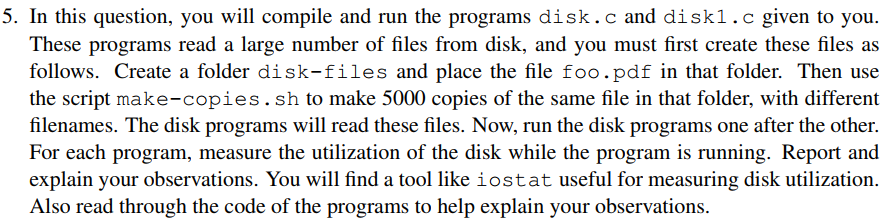 5. In this question, you will compile and run the programs disk.c and disk1.c given to you.
These programs read a large number of files from disk, and you must first create these files as
follows. Create a folder disk-files and place the file foo.pdf in that folder. Then use
the script make-copies.sh to make 5000 copies of the same file in that folder, with different
filenames. The disk programs will read these files. Now, run the disk programs one after the other.
For each program, measure the utilization of the disk while the program is running. Report and
explain your observations. You will find a tool like iostat useful for measuring disk utilization.
Also read through the code of the programs to help explain your observations.